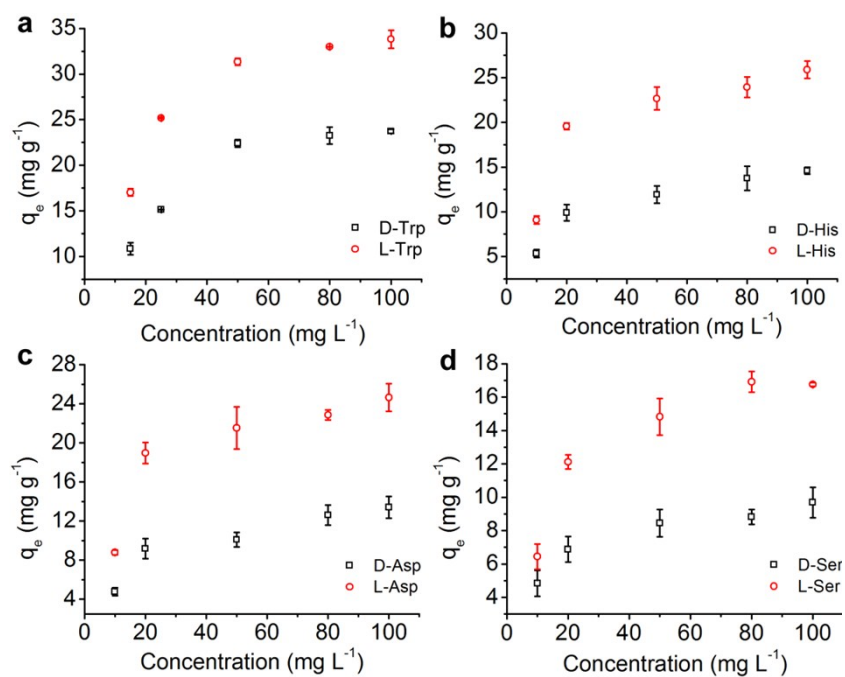 a
35
30
25
20
15
10
qe (mg g-1)
D-Trp
L-Trp
0 20 40 60 80 100
Concentration (mg L-1)
b
30
25
20
15
10
5
qe (mg g-1)
D-His
L-His
0 20 40 60 80 100
Concentration (mg L-1)
c
28
24
20
16
12
8
4
qe (mg g-1)
D-Asp
L-Asp
0 20 40 60 80 100
Concentration (mg L-1)
d
18
16
14
12
10
8
6
4
qe (mg g-1)
D-Ser
L-Ser
0 20 40 60 80 100
Concentration (mg L-1)